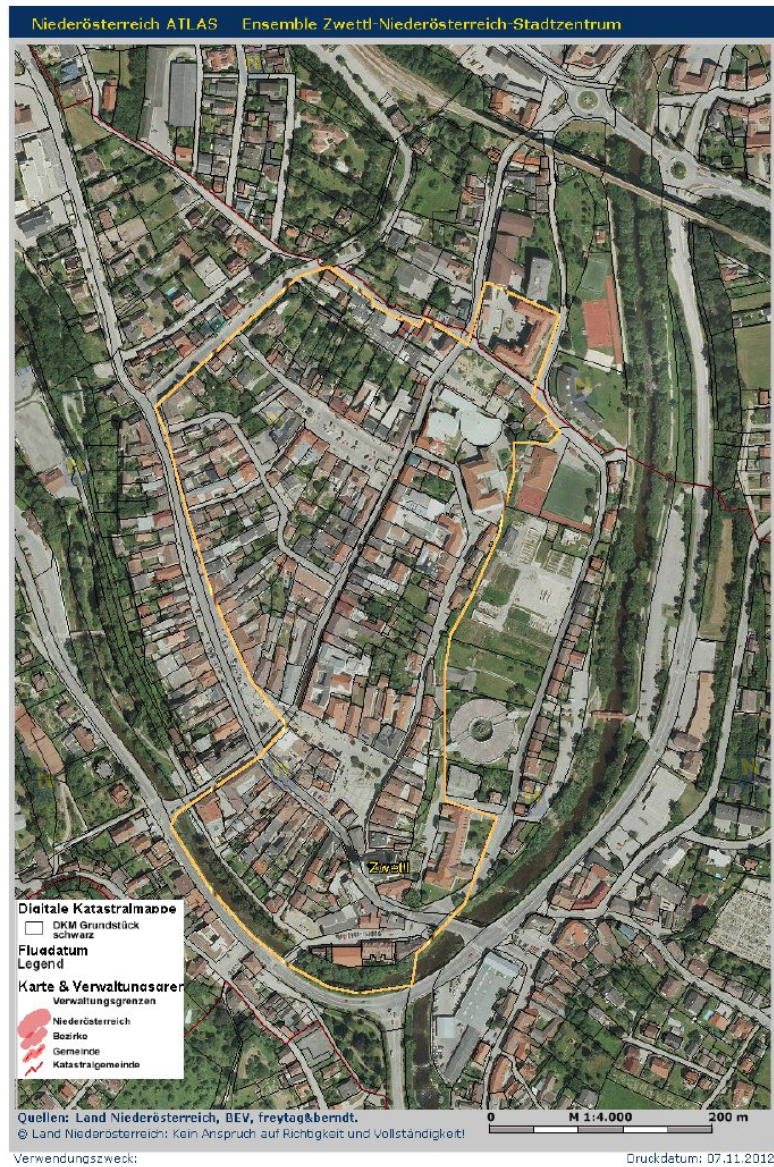 Niederösterreich ATLAS Ensemble Zwettl-Niederösterreich-Stadtzentrum
Zwettl
Digitale Katastralmappe
DKM Grundstück
schwarz
Flugdatum
Legend
Karte & Verwaltungsgren
Verwaltungsgrenzen
Niederösterreich
Bezirke
Gemeinde
Katastralgemeinde
Quellen: Land Niederösterreich, BEV, freytag&berndt.
© Land Niederösterreich: Kein Anspruch auf Richtigkeit und Vollständigkeit!
0 M 1:4.000 200 m
Verwendungszweck: Druckdatum: 07.11.2012